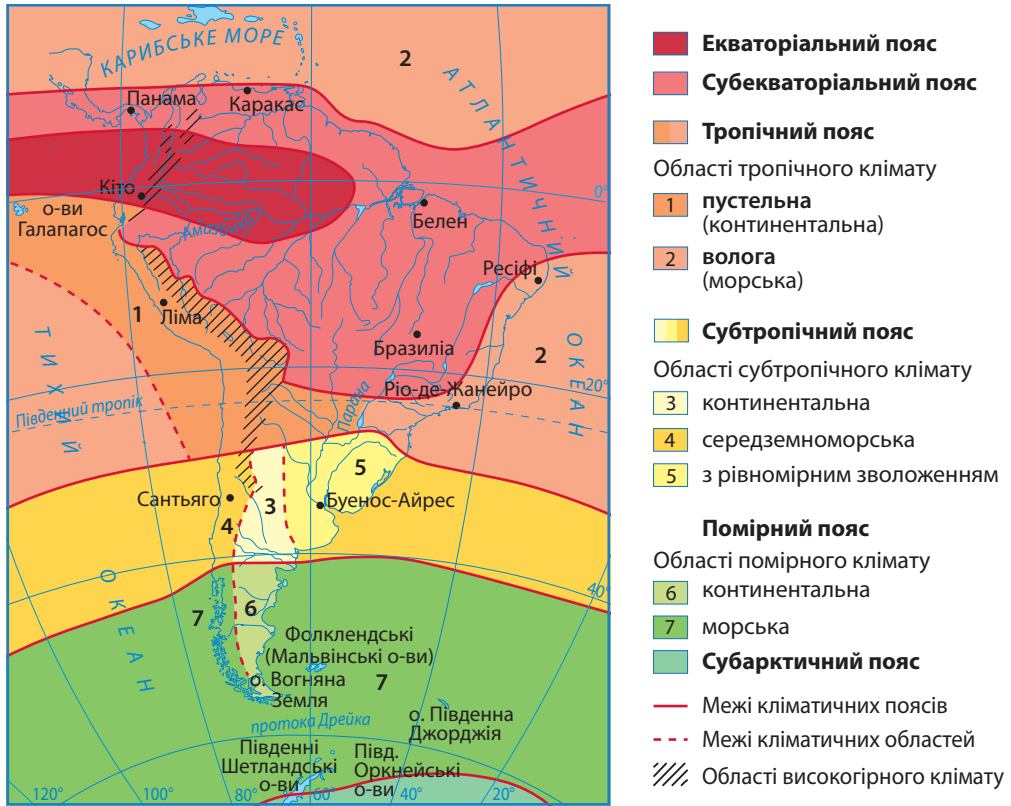 КАРИБСЬКЕ МОРЕ
2
АТЛАНТИЧНИЙ
ОКЕАН
Панама
Каракас
Кіто
0°
о-ви
Галапагос
Амазонка
Белен
Ресіфі
1
Ліма
Бразиліа
2
20°
Ріо-де-Жанейро
Південний тропік
Парана
ТИХИЙ
ОКЕАН
5
Сантьяго
3
Буенос-Айрес
4
40°
7
6
Фолклендські
(Мальвінські о-ви)
7
о. Вогняна
Земля
о. Південна
Джорджія
протока Дрейка
Південні
Шетландські
о-ви
Півд.
Оркнейські
о-ви
120°
100°
80°
60°
40°
20°
Екваторіальний пояс
Субекваторіальний пояс
Тропічний пояс
Області тропічного клімату
1 пустельна
(континентальна)
2 волога
(морська)
Субтропічний пояс
Області субтропічного клімату
3 континентальна
4 середземноморська
5 з рівномірним зволоженням
Помірний пояс
Області помірного клімату
6 континентальна
7 морська
Субарктичний пояс
Межі кліматичних поясів
Межі кліматичних областей
Області високогірного клімату